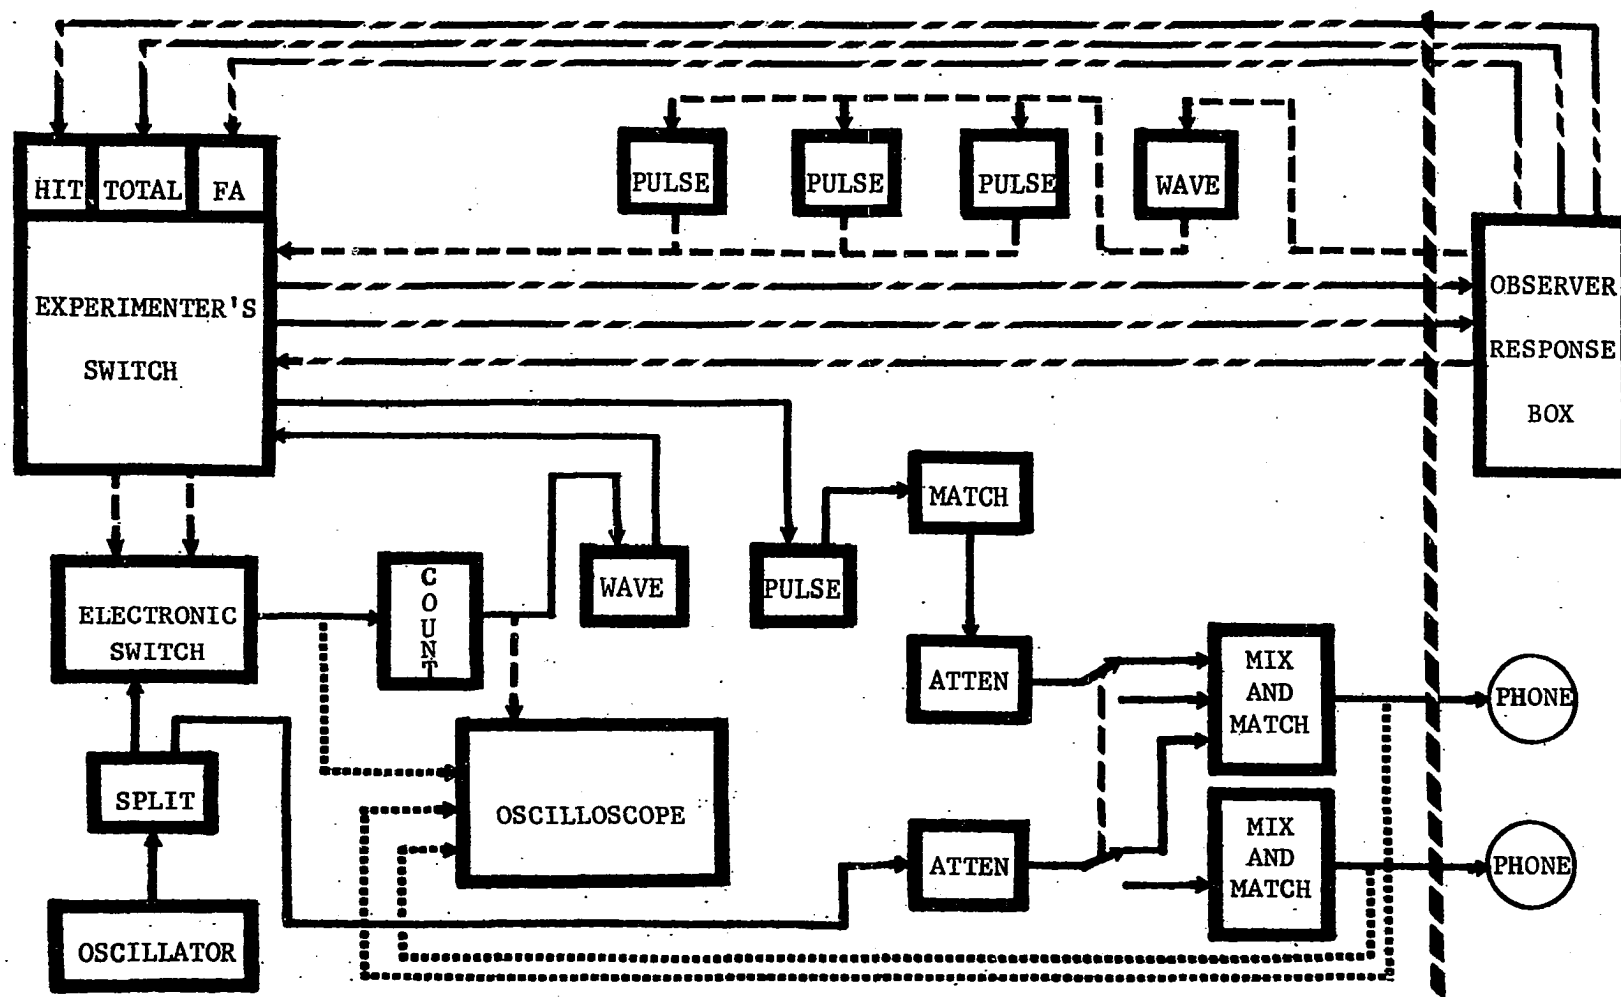 HIT TOTAL FA
PULSE
PULSE
PULSE
WAVE
EXPERIMENTER'S
SWITCH
OBSERVER
RESPONSE
BOX
MATCH
ELECTRONIC
SWITCH
COUNT
WAVE
PULSE
ATTEN
MIX
AND
MATCH
PHONE
SPLIT
OSCILLOSCOPE
ATTEN
MIX
AND
MATCH
PHONE
OSCILLATOR